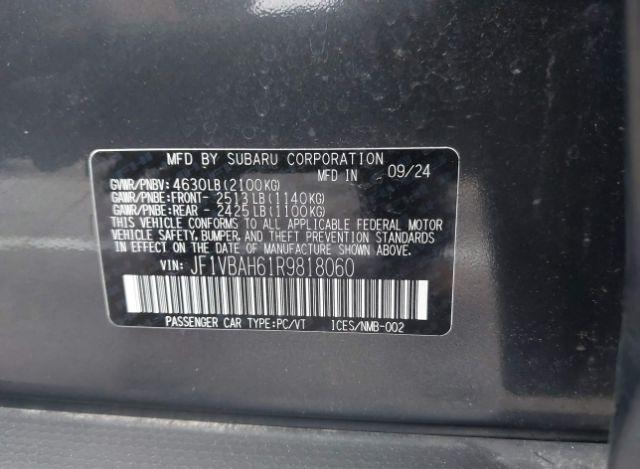 MFD BY SUBARU CORPORATION
MFD IN 09/24
GVWR/PNBV: 4630LB(2100KG)
GAWR/PNBE:FRONT- 2513LB(1140KG)
GAWR/PNBE:REAR - 2425LB(1100KG)
THIS VEHICLE CONFORMS TO ALL APPLICABLE FEDERAL MOTOR
VEHICLE SAFETY, BUMPER, AND THEFT PREVENTION STANDARDS
IN EFFECT ON THE DATE OF MANUFACTURE SHOWN ABOVE.
VIN: JF1VBAH61R9818060
PASSENGER CAR TYPE:PC/VT ICES/NMB-002